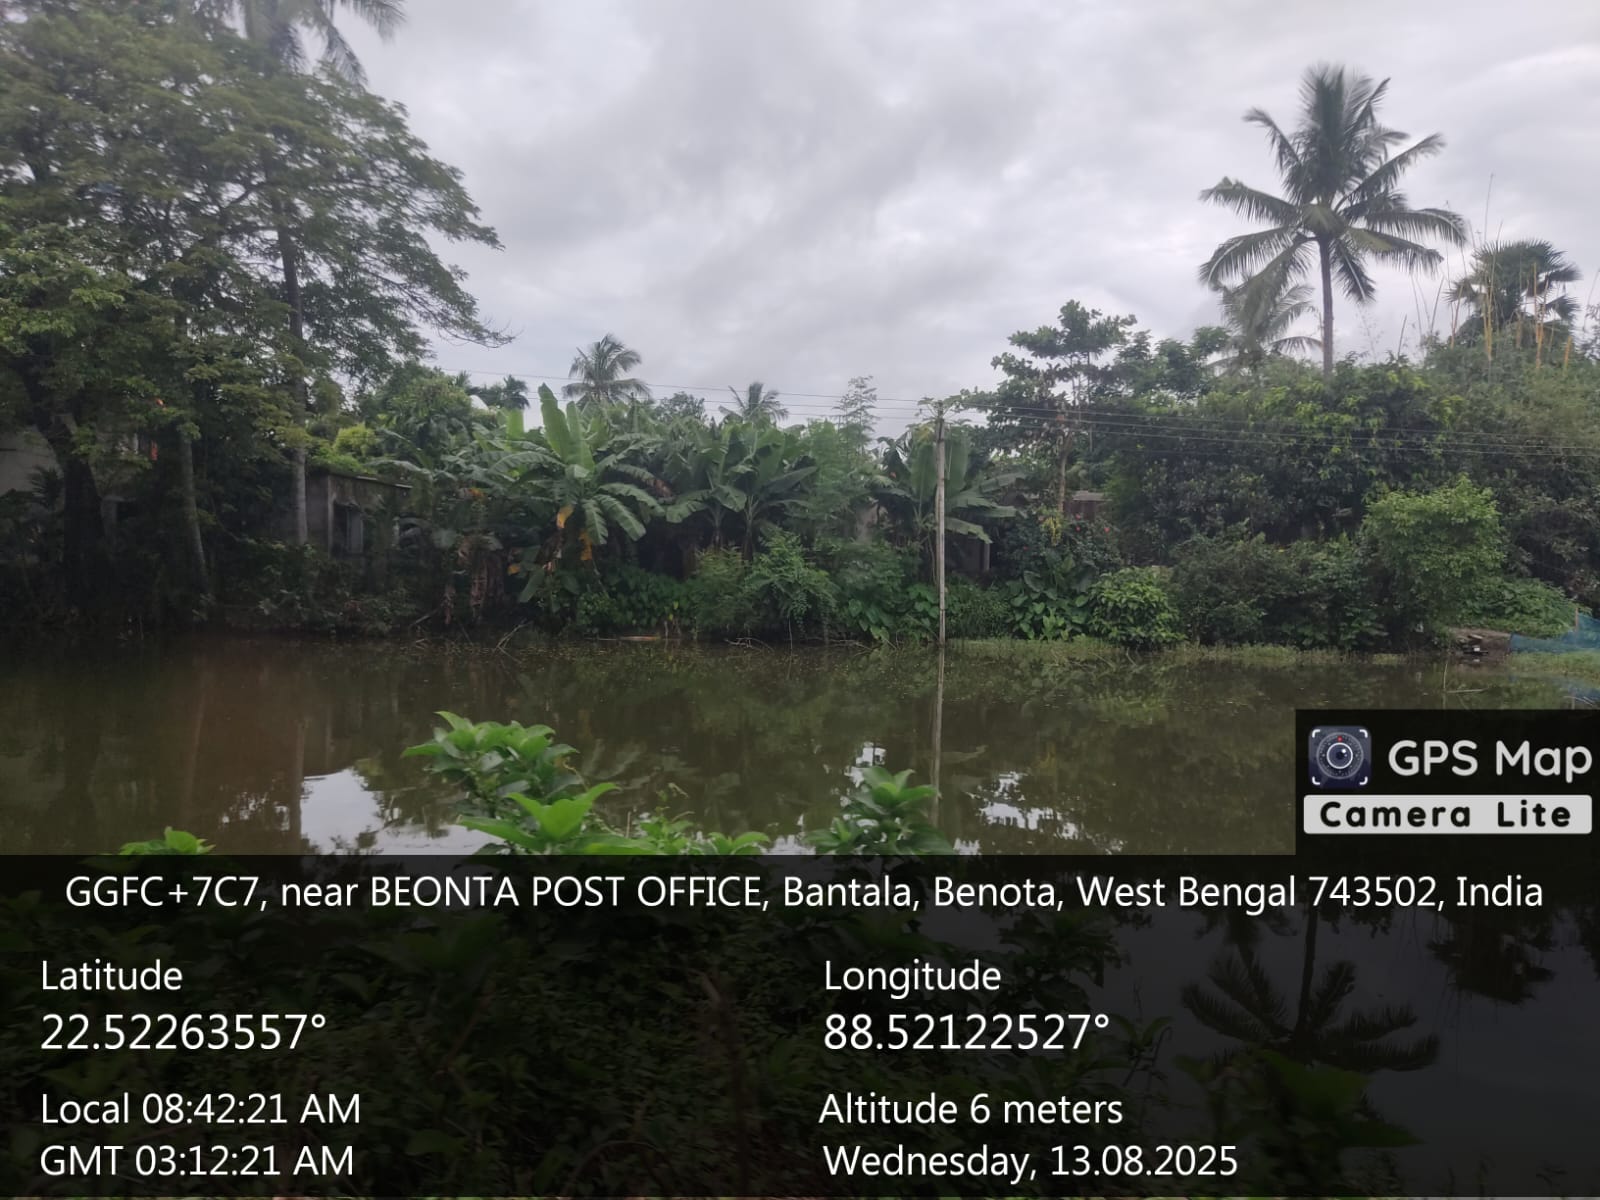 GPS Map
Camera Lite
GGFC+7C7, near BEONTA POST OFFICE, Bantala, Benota, West Bengal 743502, India
Latitude
22.52263557°
Longitude
88.52122527°
Local 08:42:21 AM
GMT 03:12:21 AM
Altitude 6 meters
Wednesday, 13.08.2025